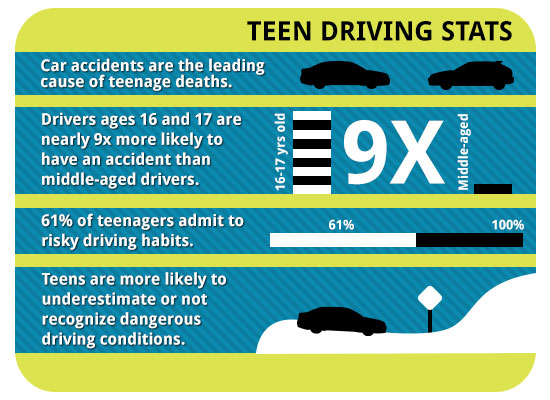 TEEN DRIVING STATS
Car accidents are the leading
cause of teenage deaths.
Drivers ages 16 and 17 are
nearly 9x more likely to
have an accident than
middle-aged drivers.
16-17 yrs old
9X
Middle-aged
61% of teenagers admit to
risky driving habits.
61%
100%
Teens are more likely to
underestimate or not
recognize dangerous
driving conditions.